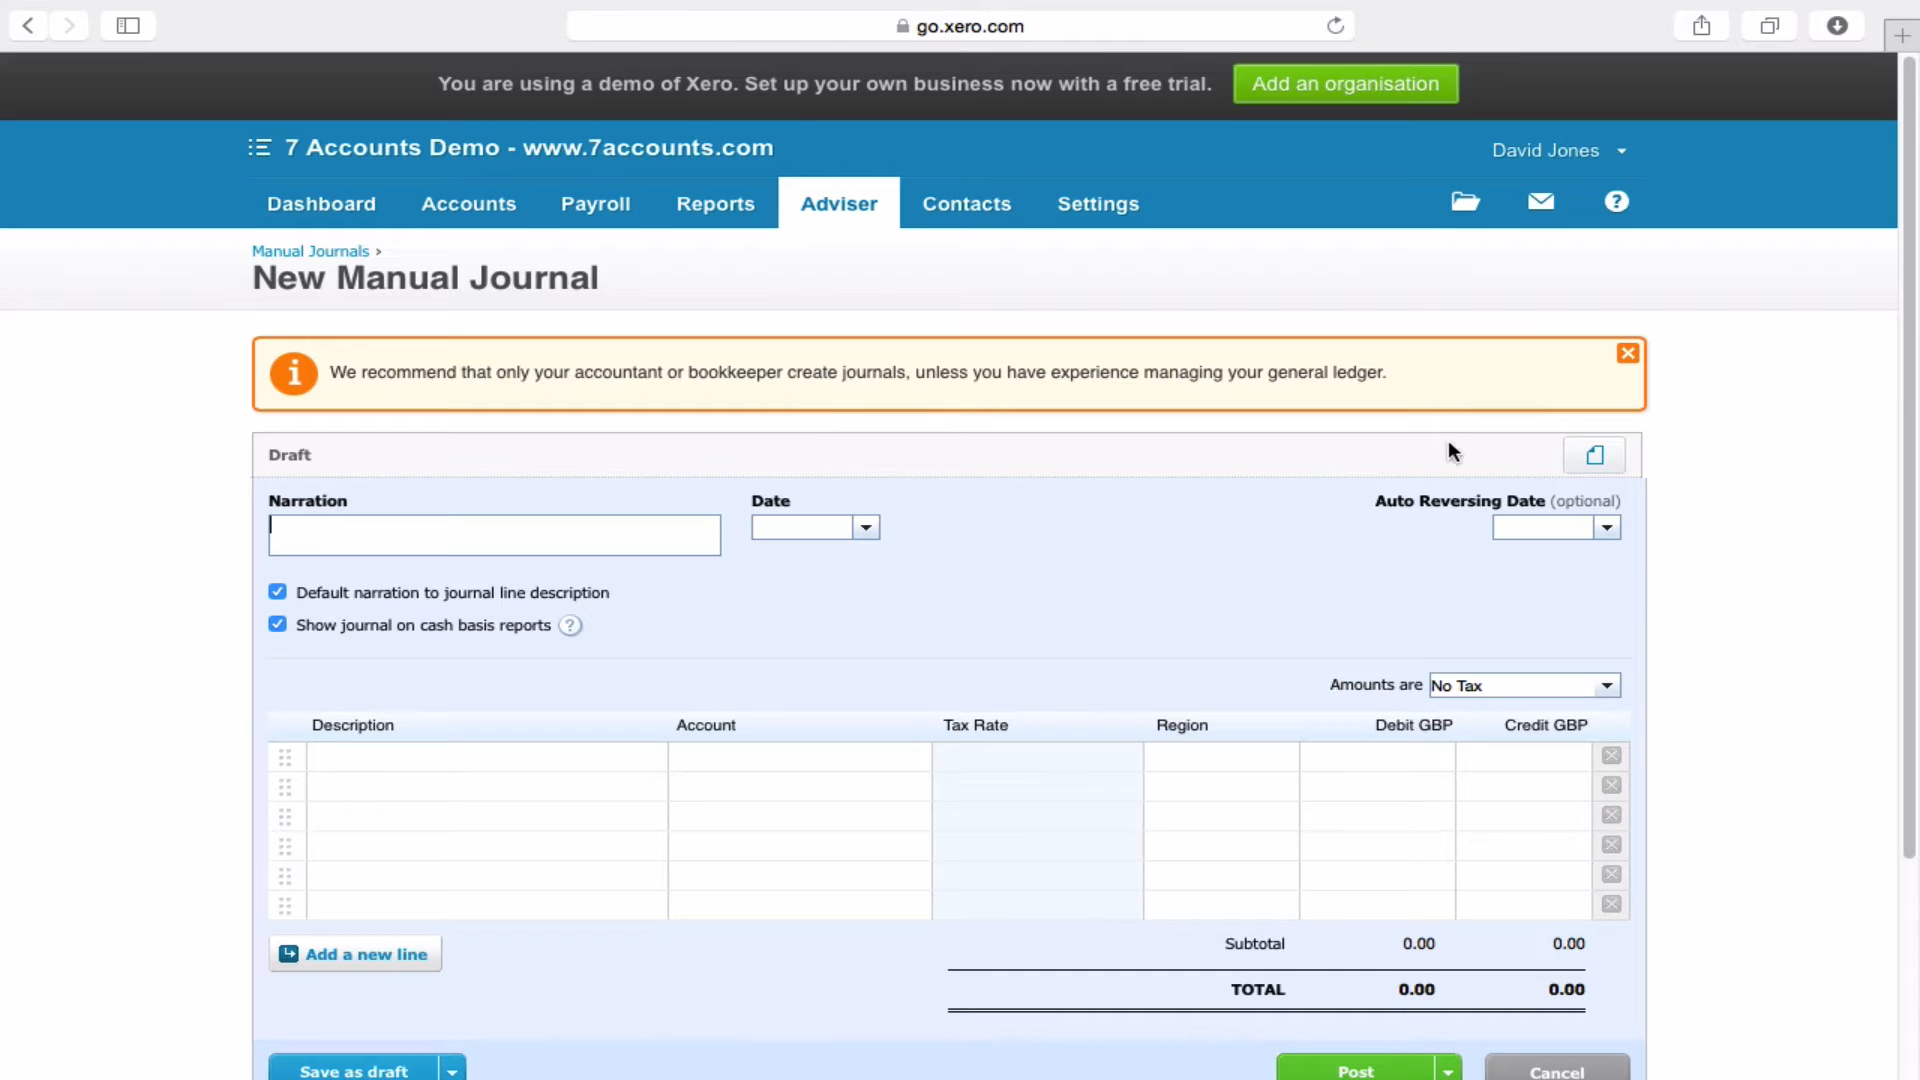 go.xero.com
You are using a demo of Xero. Set up your own business now with a free trial.
Add an organisation
7 Accounts Demo - www.7accounts.com
David Jones
Dashboard
Accounts
Payroll
Reports
Adviser
Contacts
Settings
?
Manual Journals ›
New Manual Journal
i
We recommend that only your accountant or bookkeeper create journals, unless you have experience managing your general ledger.
Draft
Narration
Date
Auto Reversing Date (optional)
Default narration to journal line description
Show journal on cash basis reports ?
Amounts are No Tax
Description Account Tax Rate Region Debit GBP Credit GBP
Add a new line
Subtotal 0.00 0.00
TOTAL 0.00 0.00
Save as draft
Post
Cancel